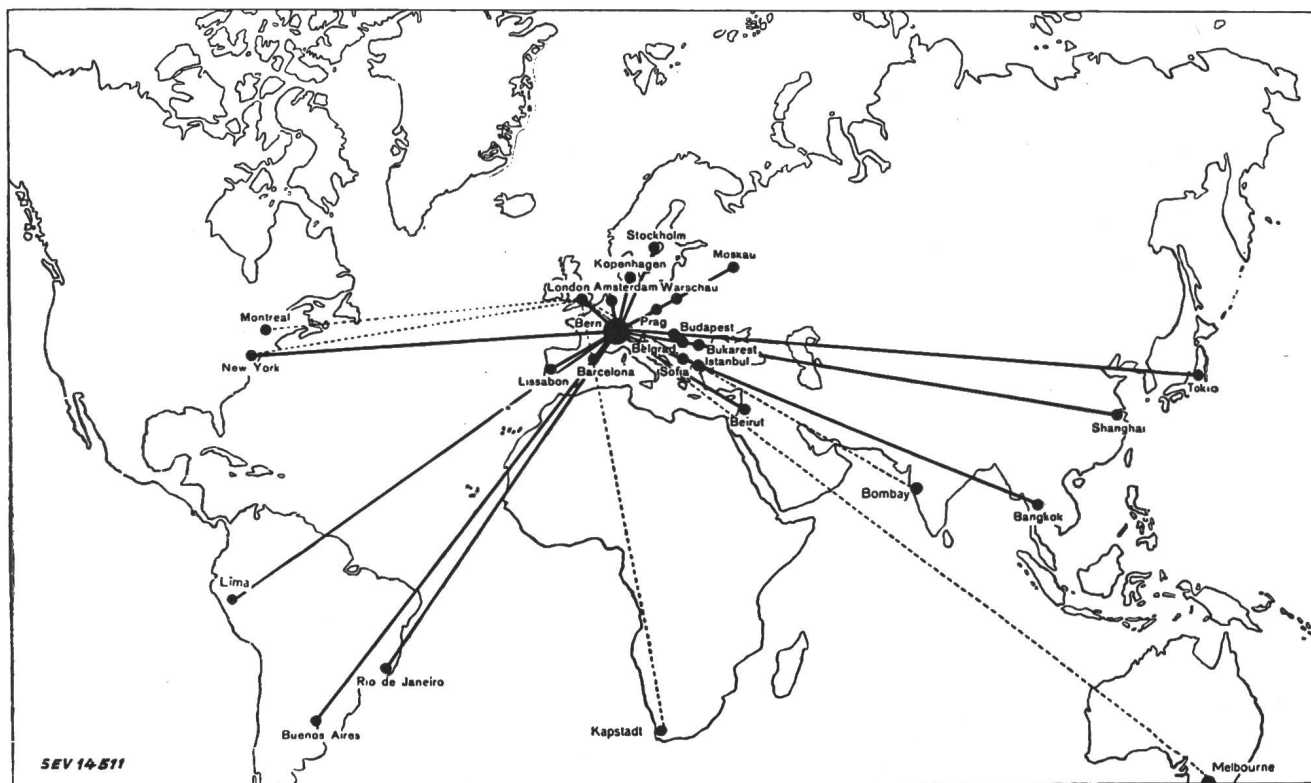 Stockholm
Moskau
Kopenhagen
London Amsterdam Warschau
Montreal
Bern
Prag
Budapest
Belgrad
Bukarest
New York
Istanbul
Lissabon
Barcelona
Sofia
Tokio
Beirut
Shanghai
Bombay
Bangkok
Lima
Rio de Janeiro
Buenos Aires
Kapstadt
Melbourne
SEV 14511